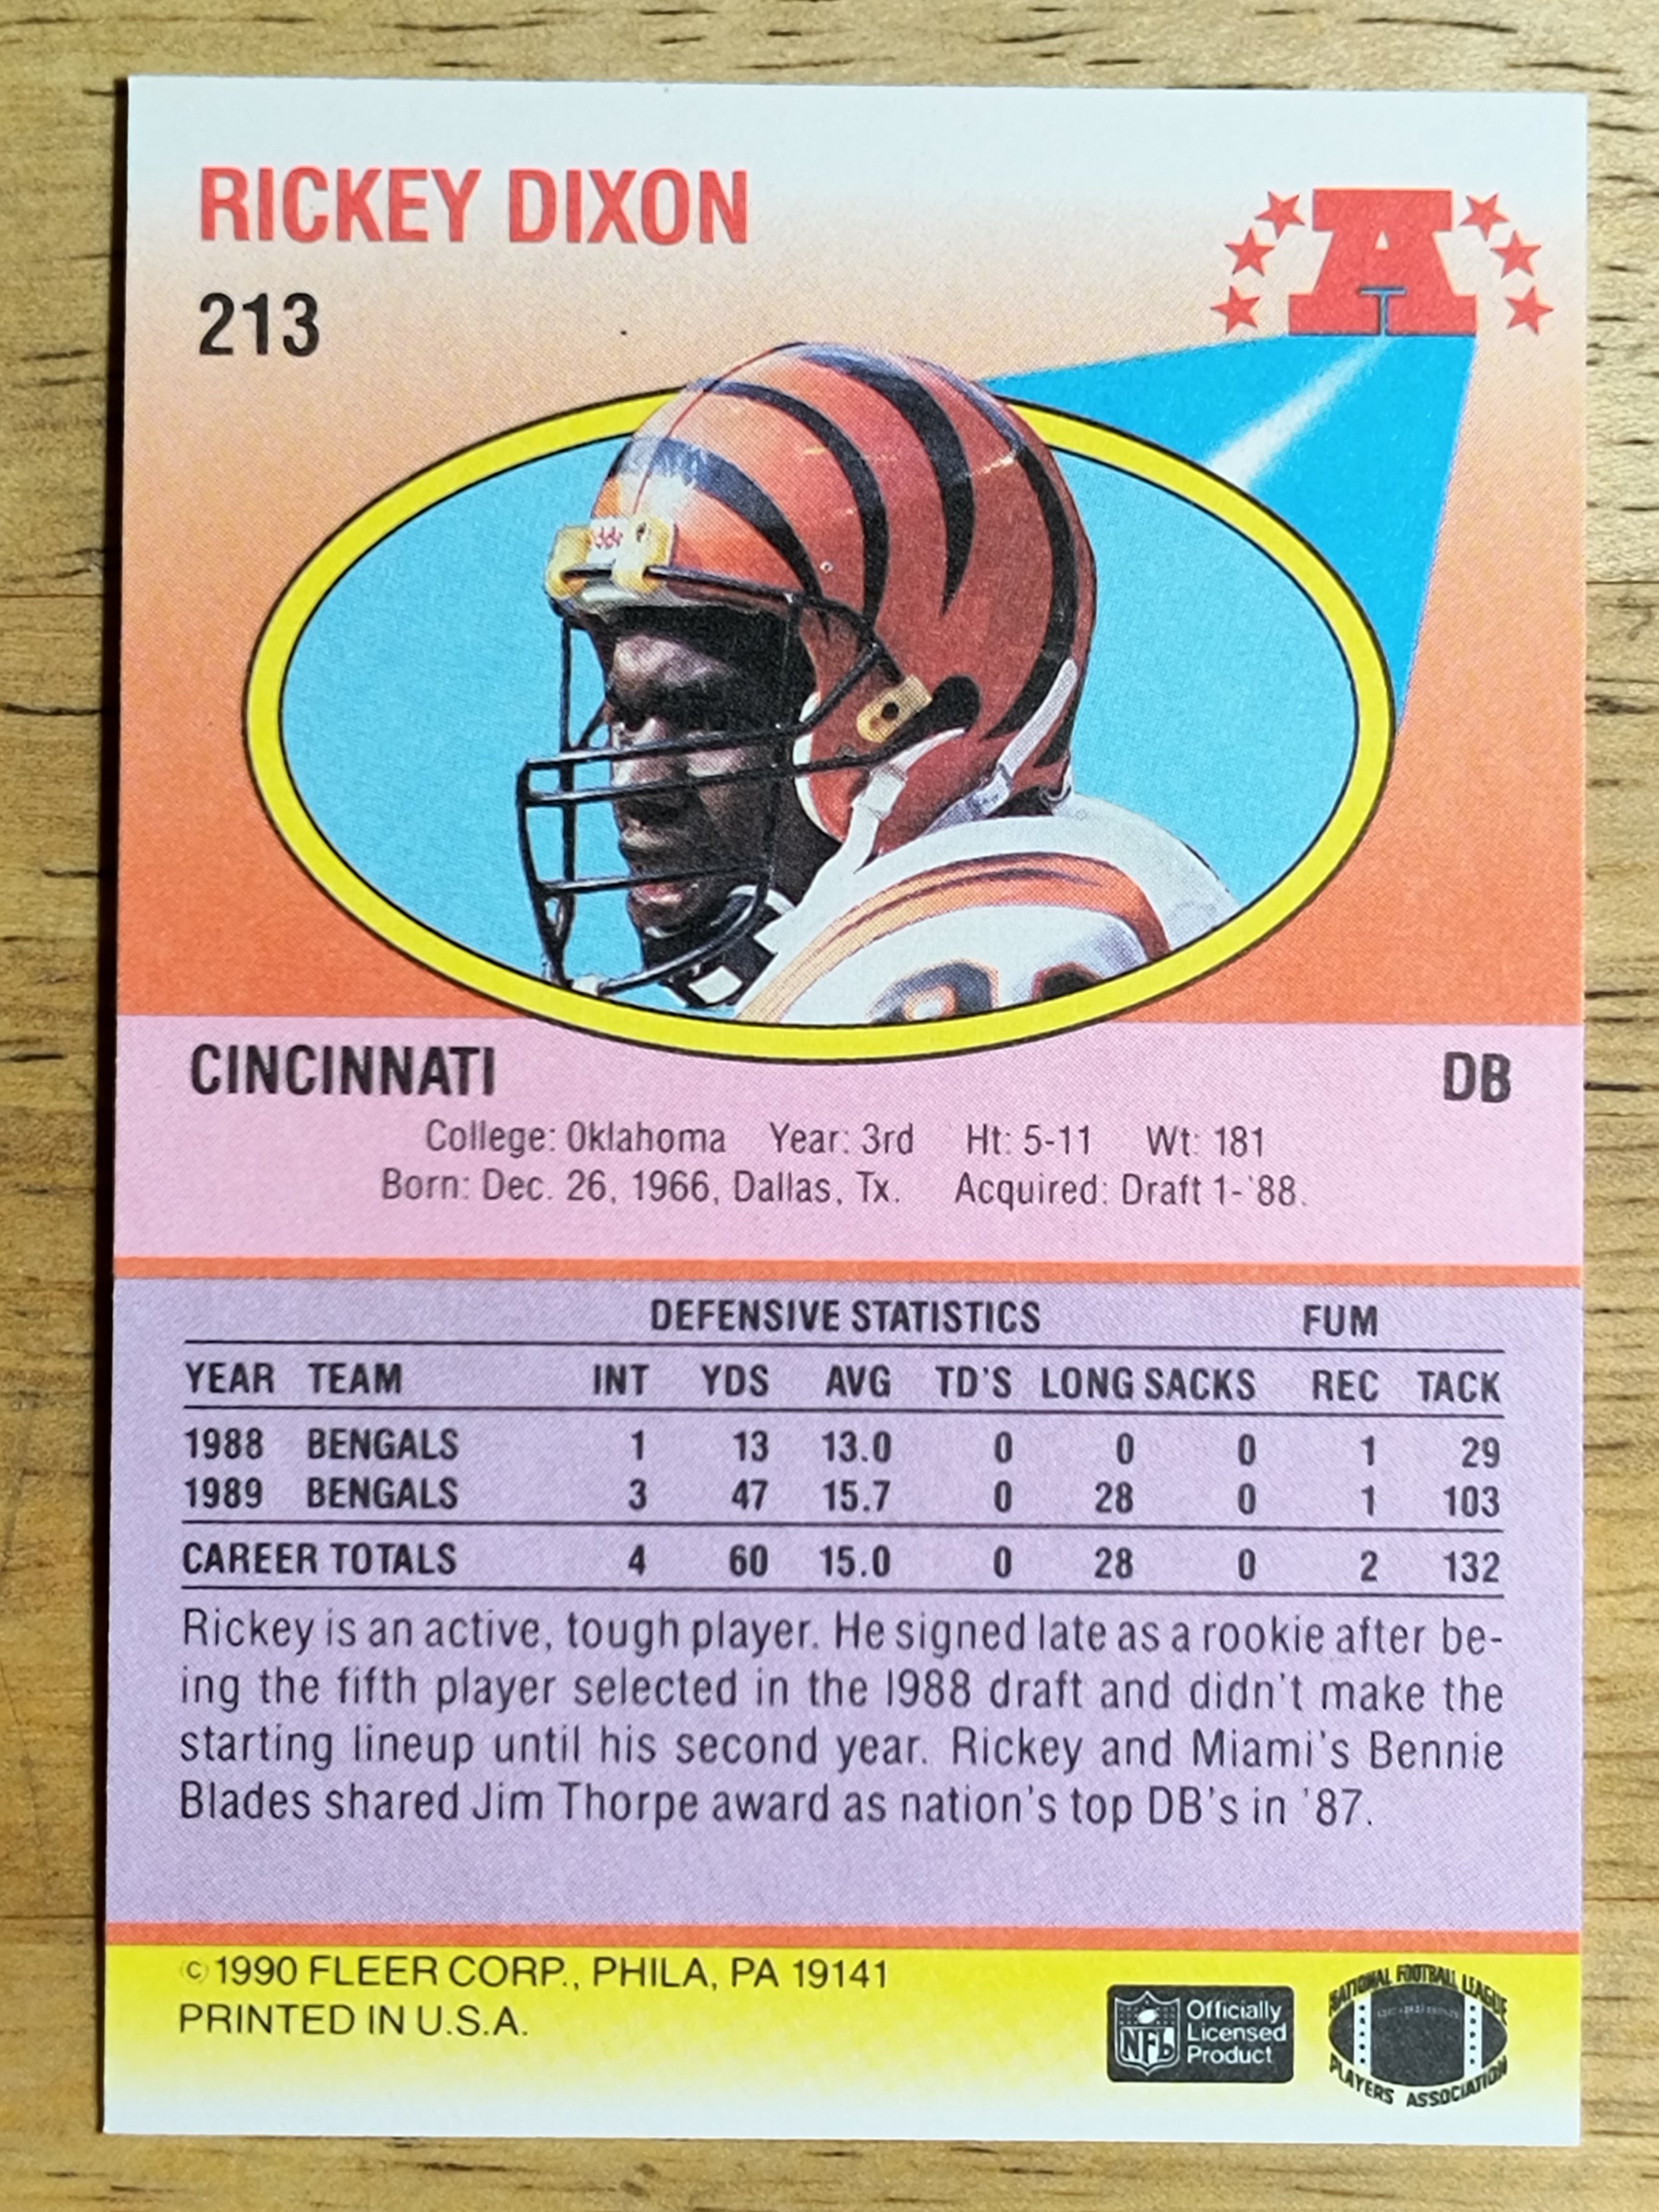 RICKEY DIXON
213
A
CINCINNATI DB
College: Oklahoma Year: 3rd Ht: 5-11 Wt: 181
Born: Dec. 26, 1966, Dallas, Tx. Acquired: Draft 1-'88.
DEFENSIVE STATISTICS FUM
YEAR TEAM INT YDS AVG TD'S LONG SACKS REC TACK
1988 BENGALS 1 13 13.0 0 0 0 1 29
1989 BENGALS 3 47 15.7 0 28 0 1 103
CAREER TOTALS 4 60 15.0 0 28 0 2 132
Rickey is an active, tough player. He signed late as a rookie after be-
ing the fifth player selected in the 1988 draft and didn't make the
starting lineup until his second year. Rickey and Miami's Bennie
Blades shared Jim Thorpe award as nation's top DB's in '87.
© 1990 FLEER CORP., PHILA, PA 19141
PRINTED IN U.S.A.
NFL
Officially
Licensed
Product
NATIONAL FOOTBALL LEAGUE
PLAYERS ASSOCIATION